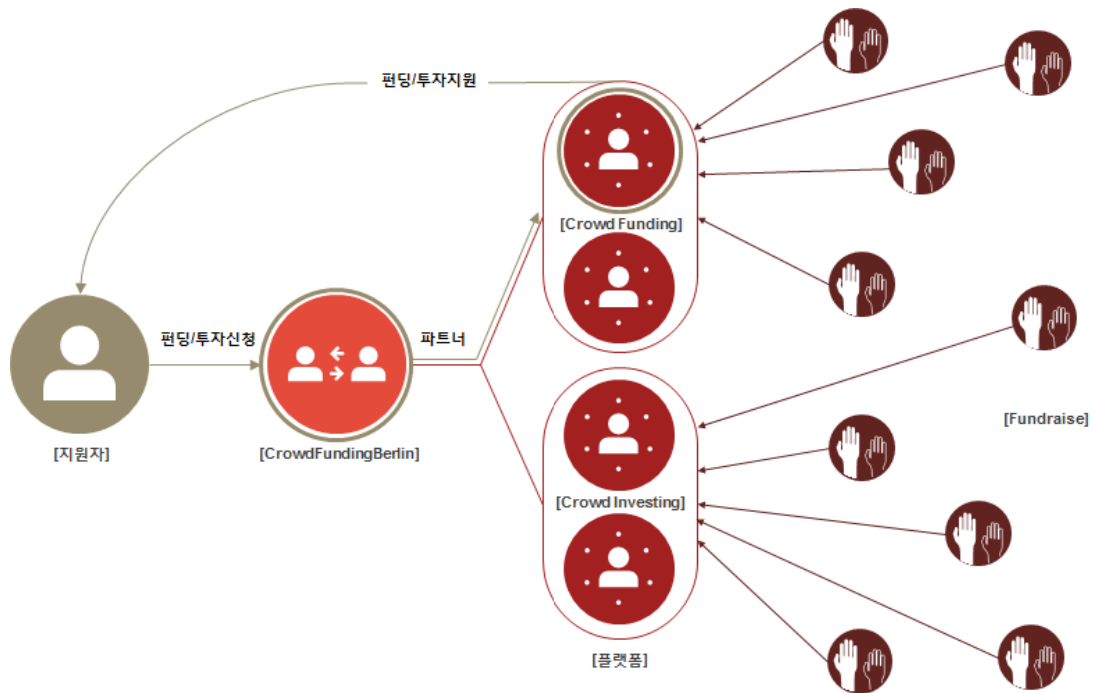 펀딩/투자지원
[Crowd Funding]
펀딩/투자신청
파트너
[지원자]
[CrowdFundingBerlin]
[Fundraise]
[Crowd Investing]
[플랫폼]